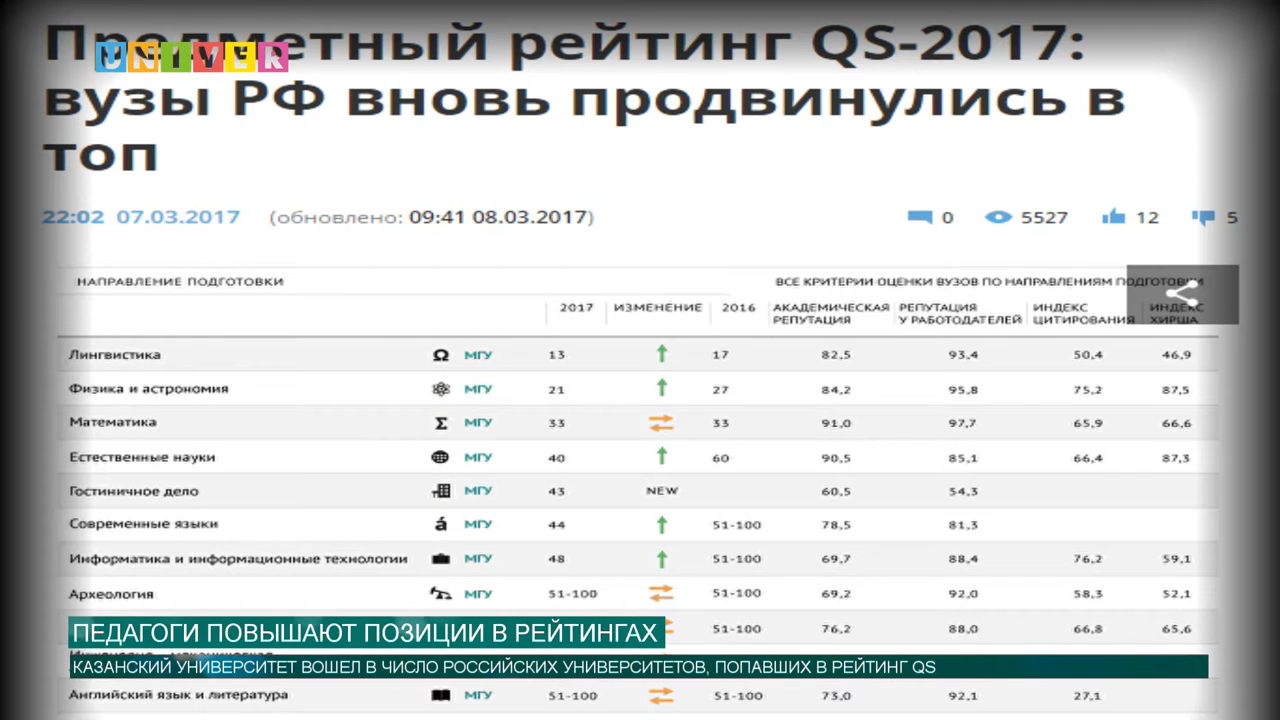 Предметный рейтинг QS-2017:
UNIVER
вузы РФ вновь продвинулись в
топ
22:02 07.03.2017 (обновлено: 09:41 08.03.2017) 0 5527 12 5
НАПРАВЛЕНИЕ ПОДГОТОВКИ ВСЕ КРИТЕРИИ ОЦЕНКИ ВУЗОВ ПО НАПРАВЛЕНИЯМ ПОДГОТОВКИ
2017 ИЗМЕНЕНИЕ 2016 АКАДЕМИЧЕСКАЯ РЕПУТАЦИЯ ИНДЕКС ИНДЕКС
РЕПУТАЦИЯ У РАБОТОДАТЕЛЕЙ ЦИТИРОВАНИЯ ХИРША
Лингвистика Ω МГУ 13 17 82,5 93,4 50,4 46,9
Физика и астрономия МГУ 21 27 84,2 95,8 75,2 87,5
Математика Σ МГУ 33 33 91,0 97,7 65,9 66,6
Естественные науки МГУ 40 60 90,5 85,1 66,4 87,3
Гостиничное дело МГУ 43 NEW 60,5 54,3
Современные языки á МГУ 44 51-100 78,5 81,3
Информатика и информационные технологии МГУ 48 51-100 69,7 88,4 76,2 59,1
Археология МГУ 51-100 51-100 69,2 92,0 58,3 52,1
51-100 76,2 88,0 66,8 65,6
ПЕДАГОГИ ПОВЫШАЮТ ПОЗИЦИИ В РЕЙТИНГАХ
КАЗАНСКИЙ УНИВЕРСИТЕТ ВОШЕЛ В ЧИСЛО РОССИЙСКИХ УНИВЕРСИТЕТОВ, ПОПАВШИХ В РЕЙТИНГ QS
Английский язык и литература МГУ 51-100 51-100 73,0 92,1 27,1